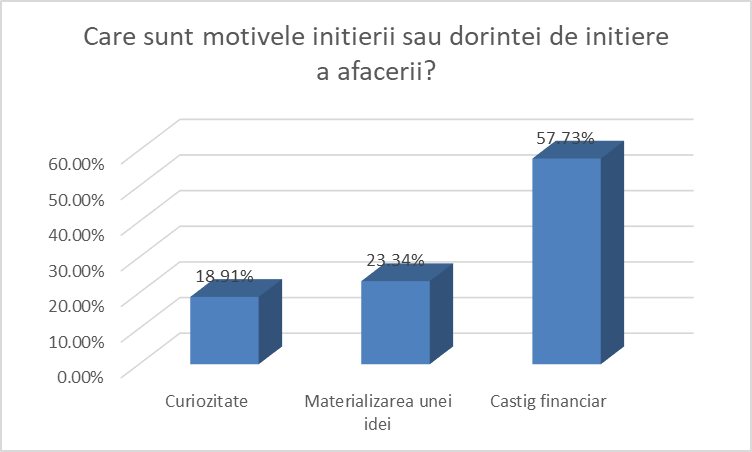 Care sunt motivele initierii sau dorintei de initiere
a afacerii?
60.00%
50.00%
40.00%
30.00%
20.00%
10.00%
0.00%
18.91%
23.34%
57.73%
Curiozitate
Materializarea unei
idei
Castig financiar